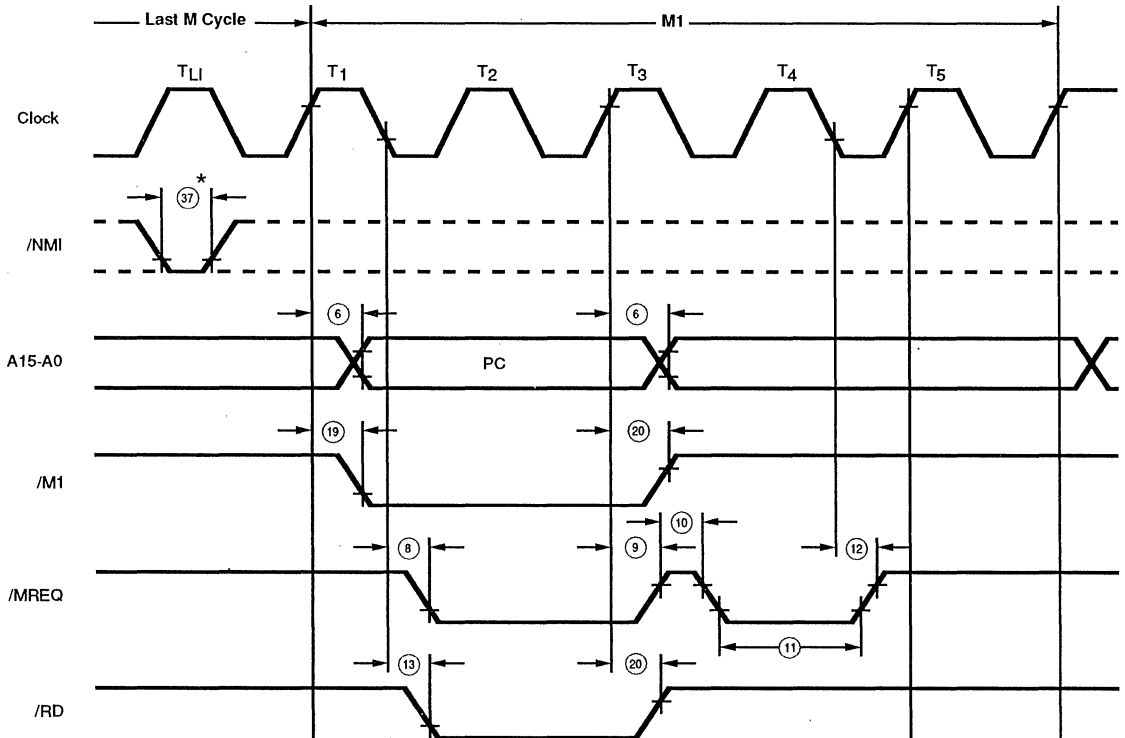 Last M Cycle M1
TLI T1 T2 T3 T4 T5
Clock
37 *
/NMI
6 6
A15-A0 PC
19 20
/M1
10
8 9 12
/MREQ
11
13 20
/RD